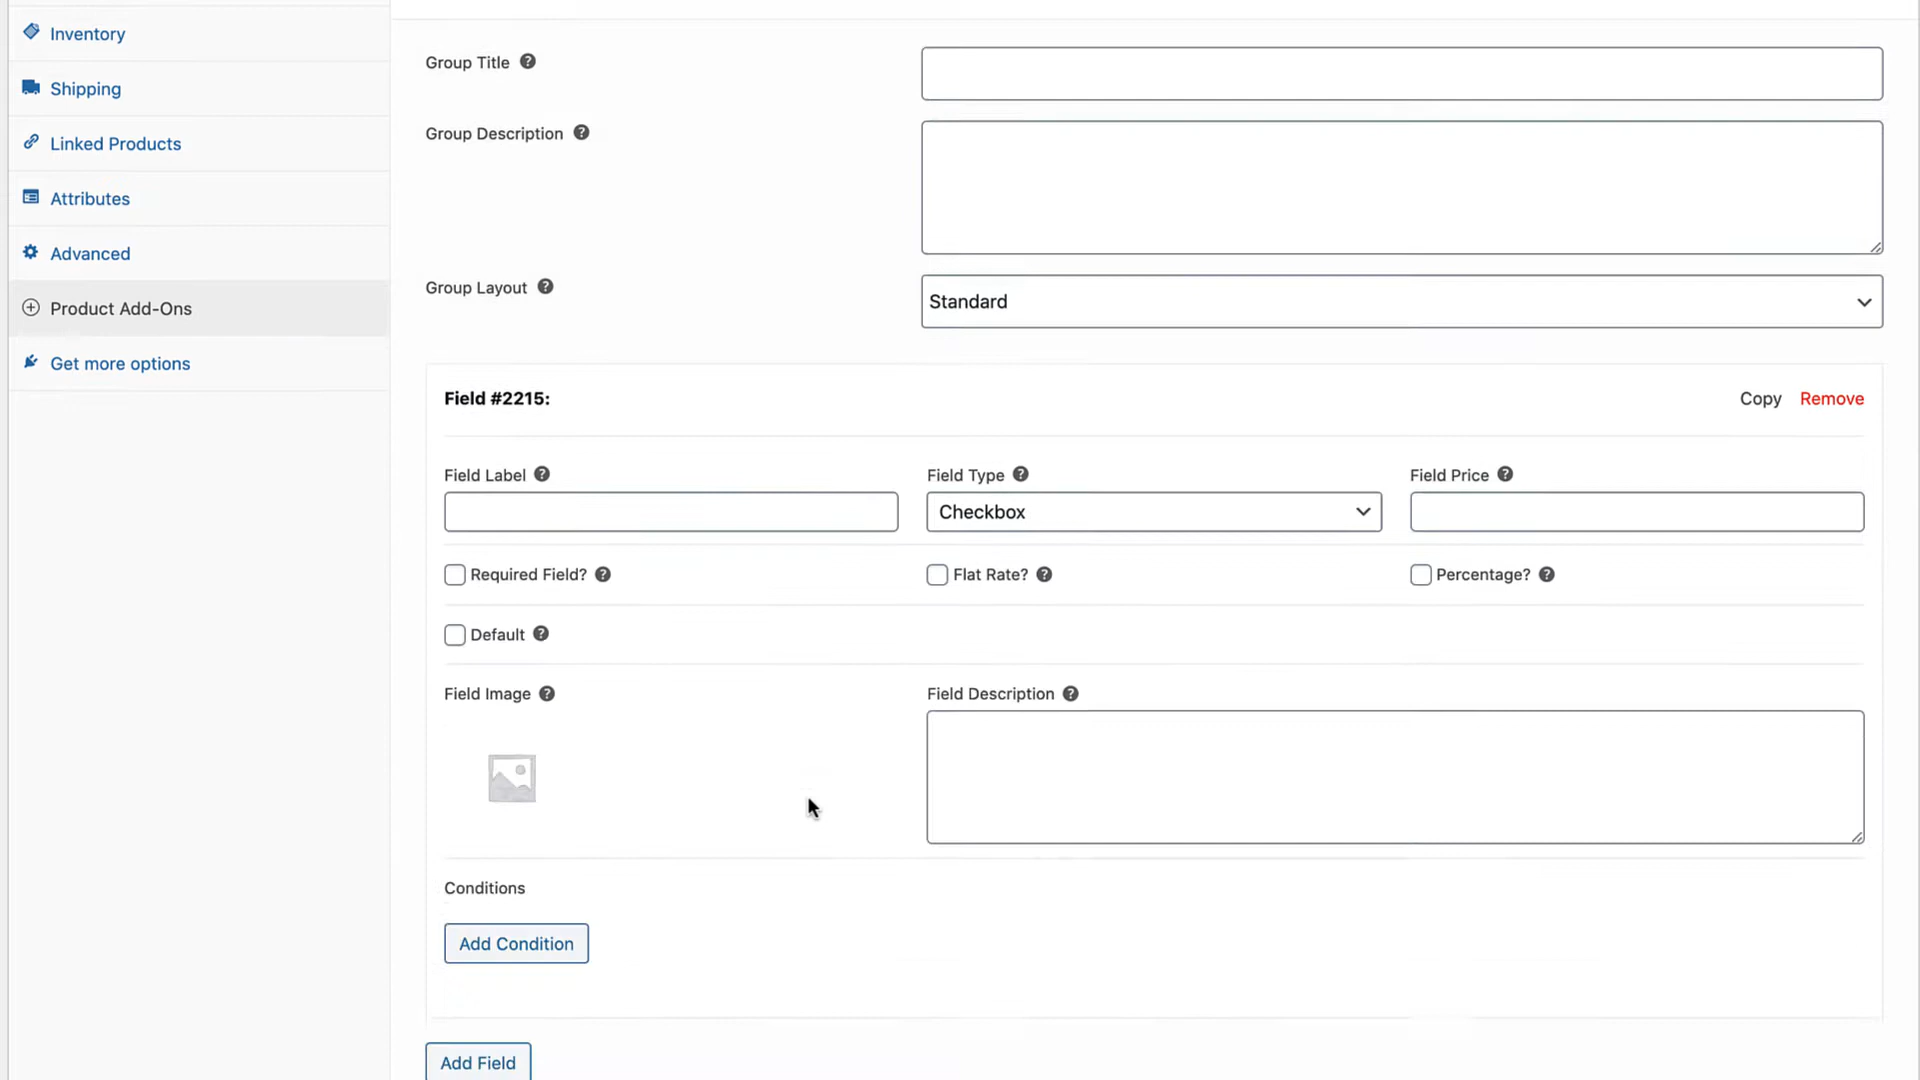 Inventory
Shipping
Linked Products
Attributes
Advanced
Product Add-Ons
Get more options
Group Title
Group Description
Group Layout
Standard
Field #2215:
Copy Remove
Field Label Field Type Field Price
Checkbox
Required Field? Flat Rate? Percentage?
Default
Field Image Field Description
Conditions
Add Condition
Add Field